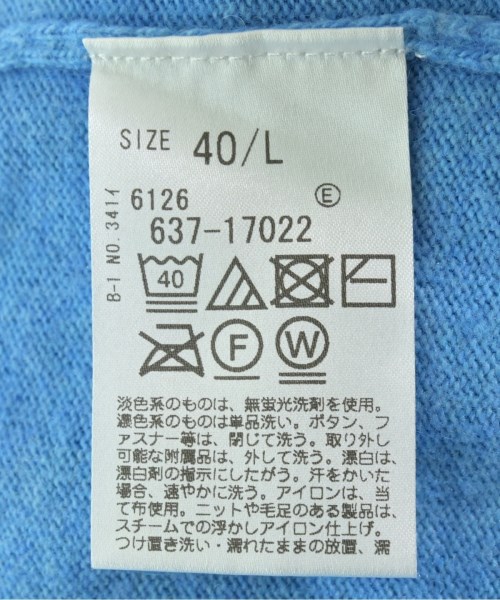 SIZE 40/L
B-1 NO.341イ
6126 E
637-17022
40
F W
淡色系のものは、無蛍光洗剤を使用。
濃色系のものは単品洗い。ボタン、フ
ァスナー等は、閉じて洗う。取り外し
可能な附属品は、外して洗う。漂白は、
漂白剤の指示にしたがう。汗をかいた
場合、速やかに洗う。アイロンは、当
て布使用。ニットや毛足のある製品は、
スチームでの浮かしアイロン仕上げ。
つけ置き洗い・濡れたままの放置、濡